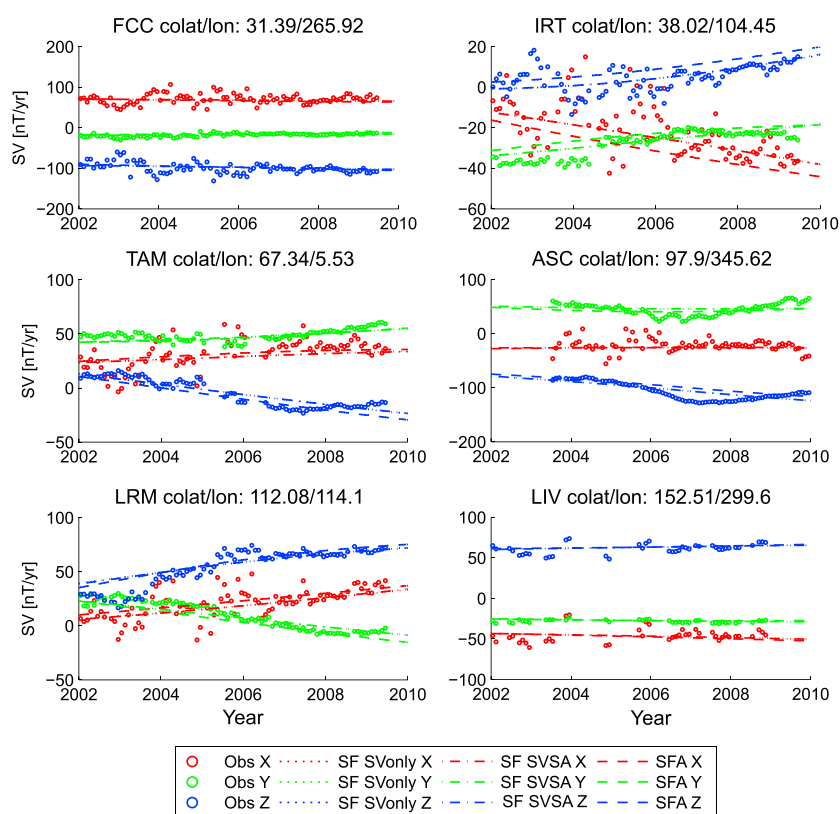 FCC colat/lon: 31.39/265.92
IRT colat/lon: 38.02/104.45
SV [nT/yr]
200
100
0
−100
−200
2002 2004 2006 2008 2010
20
0
−20
−40
−60
2002 2004 2006 2008 2010
TAM colat/lon: 67.34/5.53
ASC colat/lon: 97.9/345.62
SV [nT/yr]
100
50
0
−50
2002 2004 2006 2008 2010
100
0
−100
−200
2002 2004 2006 2008 2010
LRM colat/lon: 112.08/114.1
LIV colat/lon: 152.51/299.6
SV [nT/yr]
100
50
0
−50
2002 2004 2006 2008 2010
Year
100
50
0
−50
−100
2002 2004 2006 2008 2010
Year
Obs X SF SVonly X SF SVSA X SFA X
Obs Y SF SVonly Y SF SVSA Y SFA Y
Obs Z SF SVonly Z SF SVSA Z SFA Z